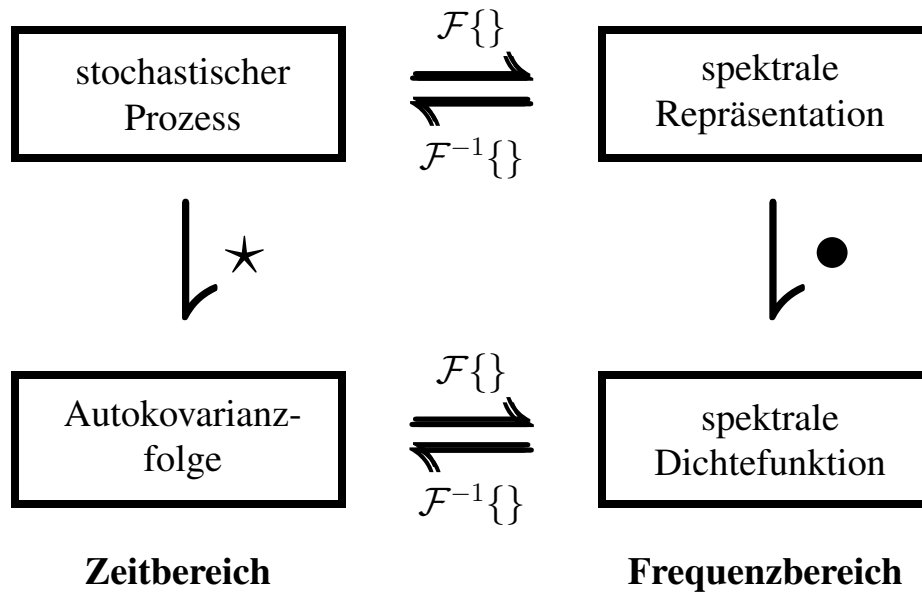 ℱ{}
stochastischer
Prozess
spektrale
Repräsentation
ℱ⁻¹{}
⋆
●
ℱ{}
Autokovarianz-
folge
spektrale
Dichtefunktion
ℱ⁻¹{}
Zeitbereich
Frequenzbereich